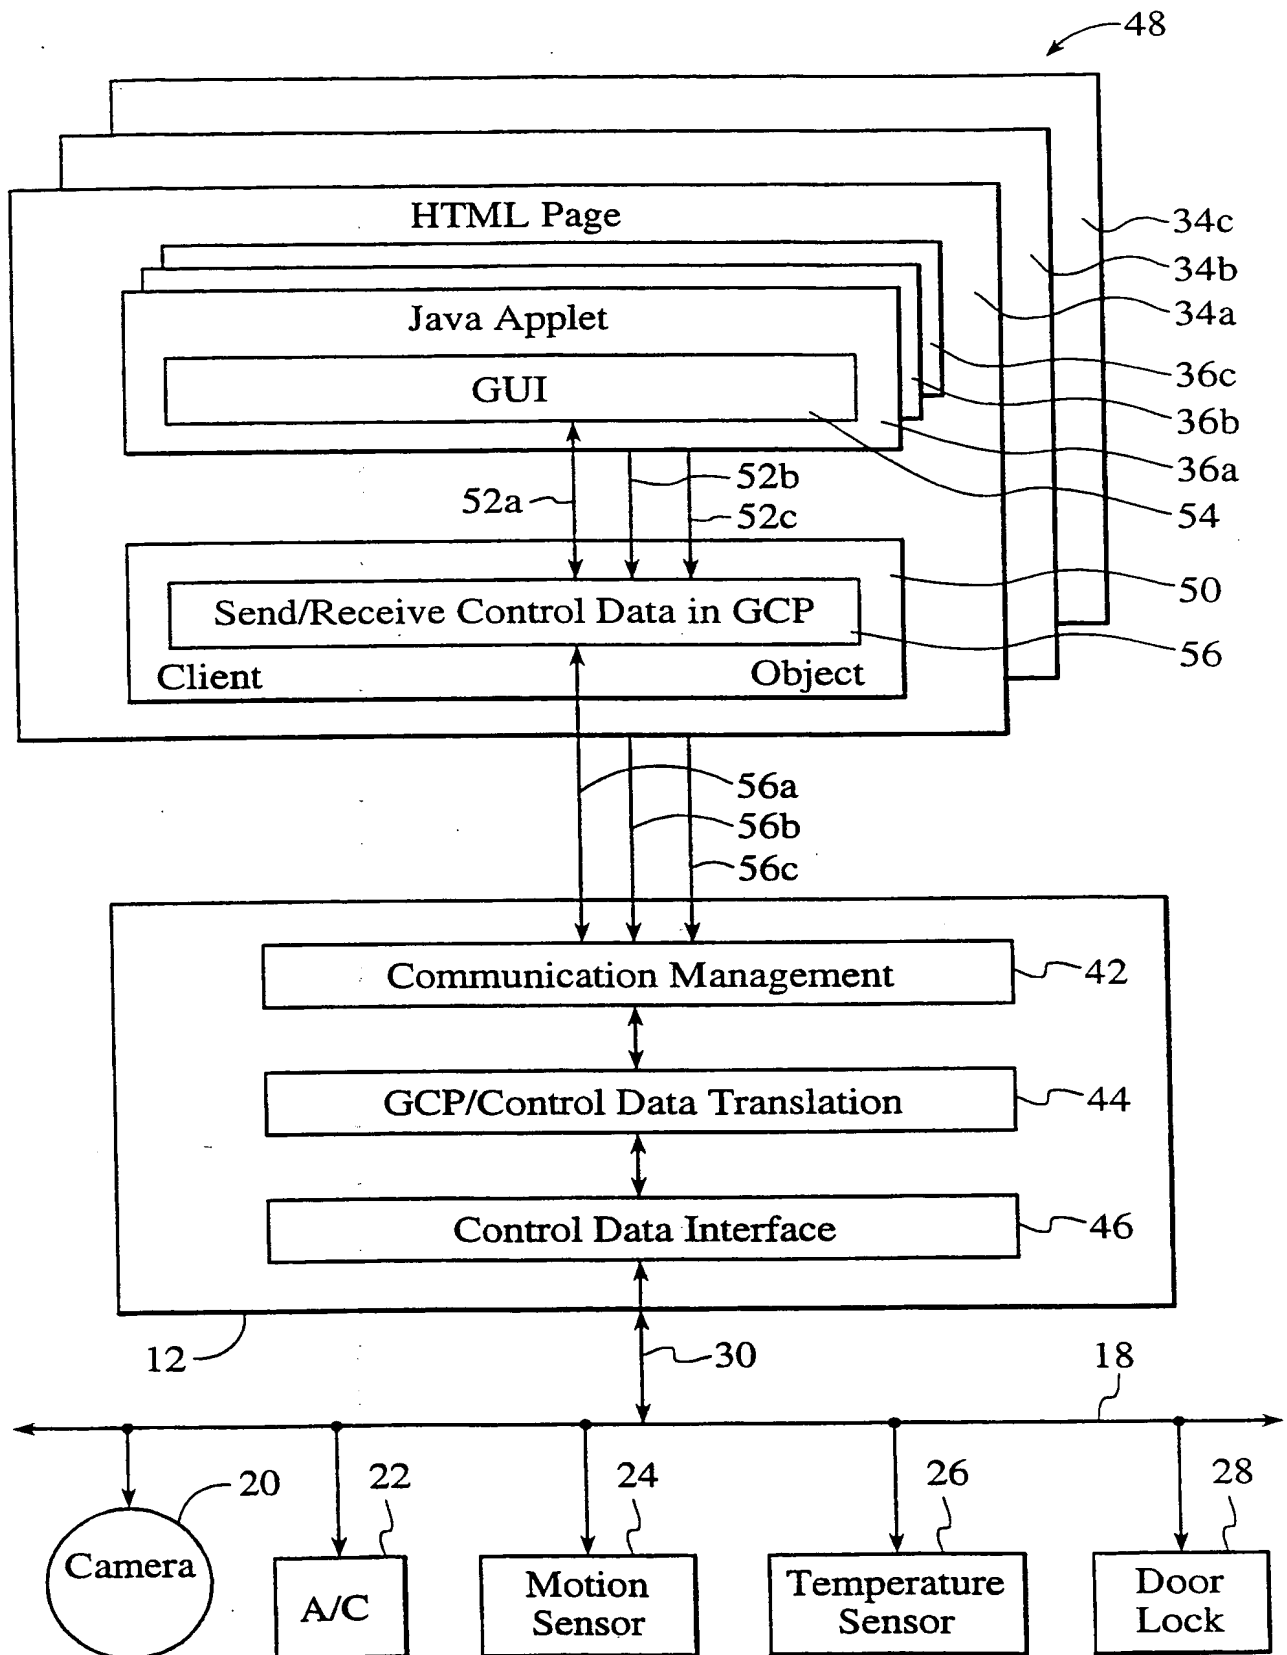 48
HTML Page
34c
34b
34a
Java Applet
36c
GUI
36b
36a
52b
52a
52c
54
50
Send/Receive Control Data in GCP
56
Client Object
56a
56b
56c
Communication Management
42
GCP/Control Data Translation
44
Control Data Interface
46
12
30
18
20
22
24
26
28
Camera
A/C
Motion
Sensor
Temperature
Sensor
Door
Lock